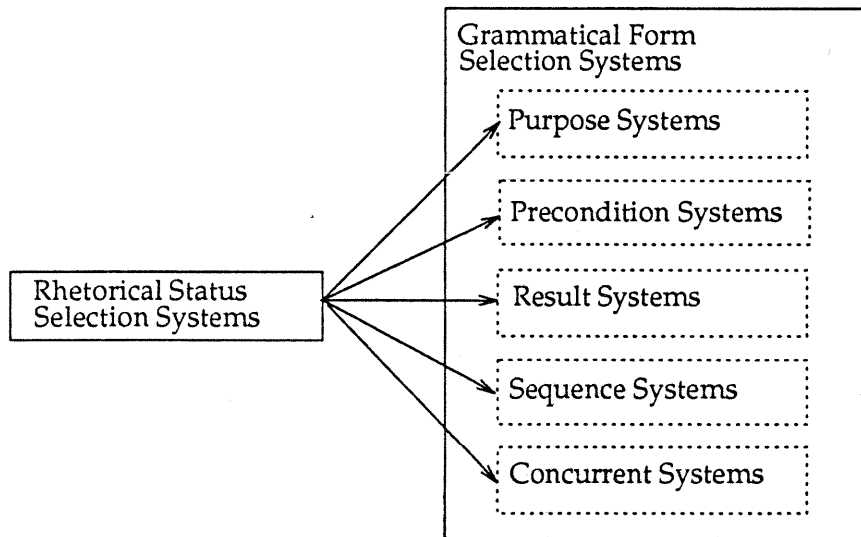 Grammatical Form
Selection Systems
Purpose Systems
Precondition Systems
Rhetorical Status
Selection Systems
Result Systems
Sequence Systems
Concurrent Systems